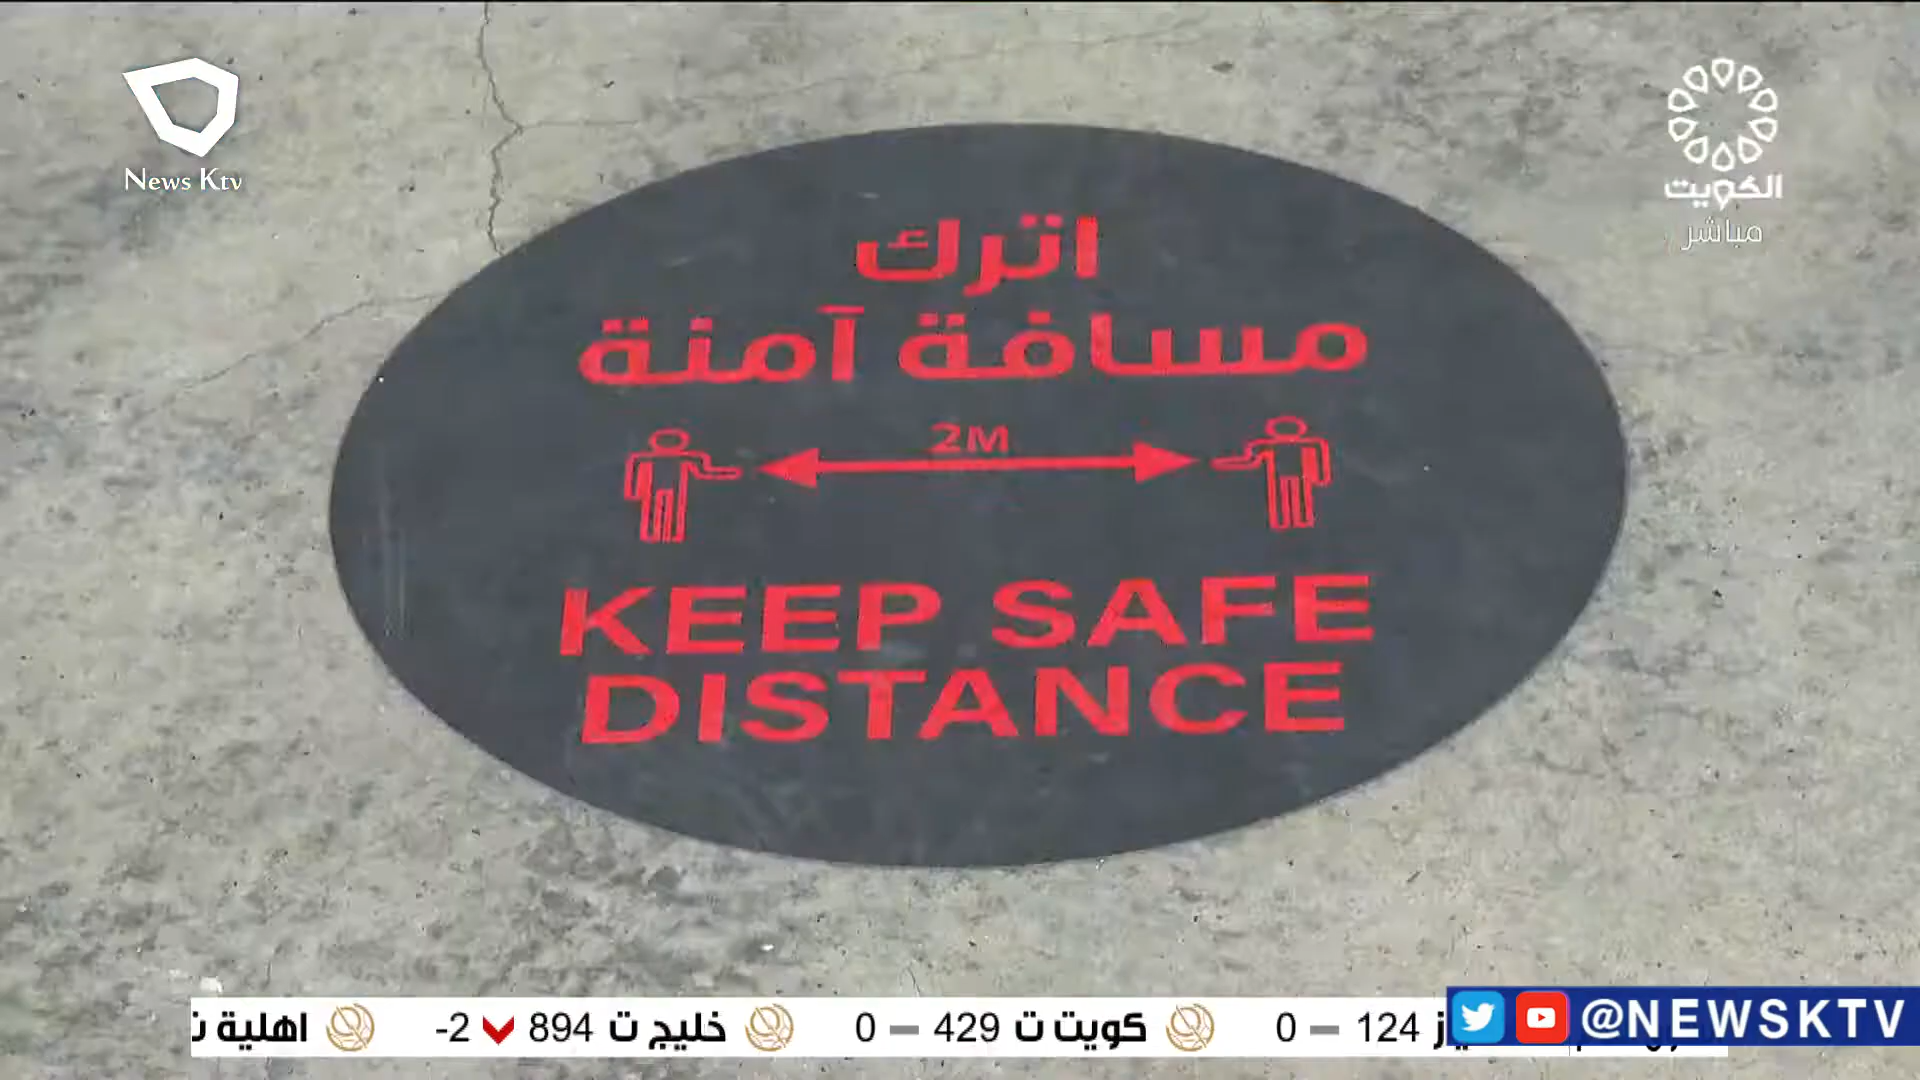 News Ktv
الكويت
مباشر
اترك
مسافة آمنة
2M
KEEP SAFE
DISTANCE
124 – 0
كويت ت 429 – 0
خليج ت 894 -2
اهلية
@NEWSKTV